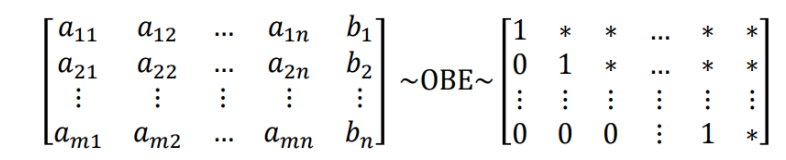 a₁₁ a₁₂ … a₁ₙ b₁ 1 * * … * *
a₂₁ a₂₂ … a₂ₙ b₂ 0 1 * … * *
⋮ ⋮ ⋮ ⋮ ⋮ ~OBE~ ⋮ ⋮ ⋮ ⋮ ⋮ ⋮
aₘ₁ aₘ₂ … aₘₙ bₙ 0 0 0 ⋮ 1 *